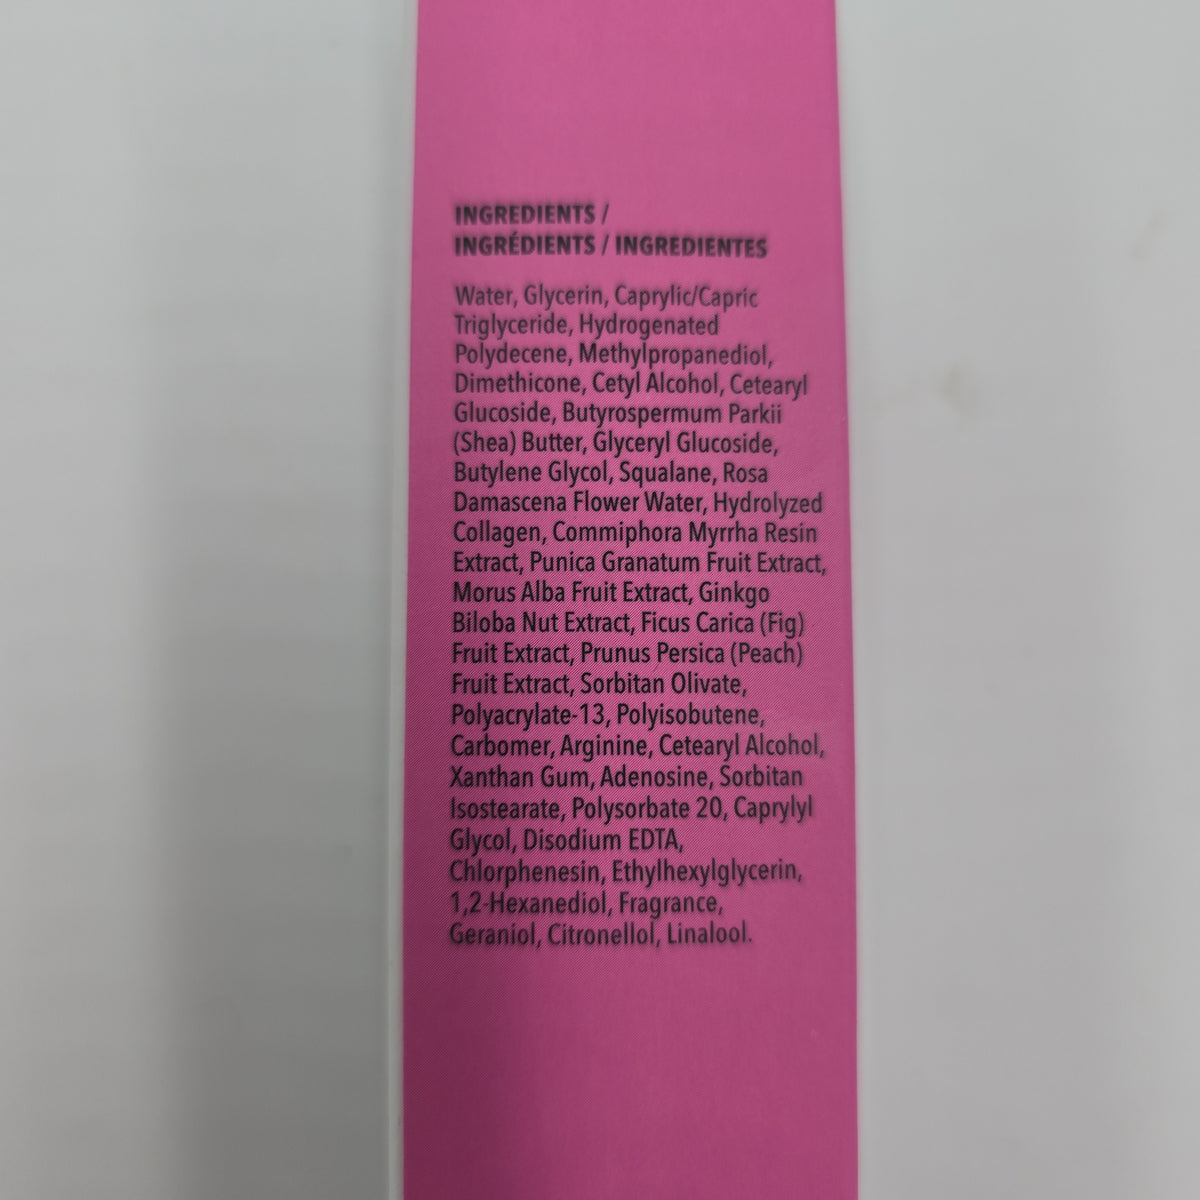 INGREDIENTS /
INGRÉDIENTS / INGREDIENTES
Water, Glycerin, Caprylic/Capric
Triglyceride, Hydrogenated
Polydecene, Methylpropanediol,
Dimethicone, Cetyl Alcohol, Cetearyl
Glucoside, Butyrospermum Parkii
(Shea) Butter, Glyceryl Glucoside,
Butylene Glycol, Squalane, Rosa
Damascena Flower Water, Hydrolyzed
Collagen, Commiphora Myrrha Resin
Extract, Punica Granatum Fruit Extract,
Morus Alba Fruit Extract, Ginkgo
Biloba Nut Extract, Ficus Carica (Fig)
Fruit Extract, Prunus Persica (Peach)
Fruit Extract, Sorbitan Olivate,
Polyacrylate-13, Polyisobutene,
Carbomer, Arginine, Cetearyl Alcohol,
Xanthan Gum, Adenosine, Sorbitan
Isostearate, Polysorbate 20, Caprylyl
Glycol, Disodium EDTA,
Chlorphenesin, Ethylhexylglycerin,
1,2-Hexanediol, Fragrance,
Geraniol, Citronellol, Linalool.